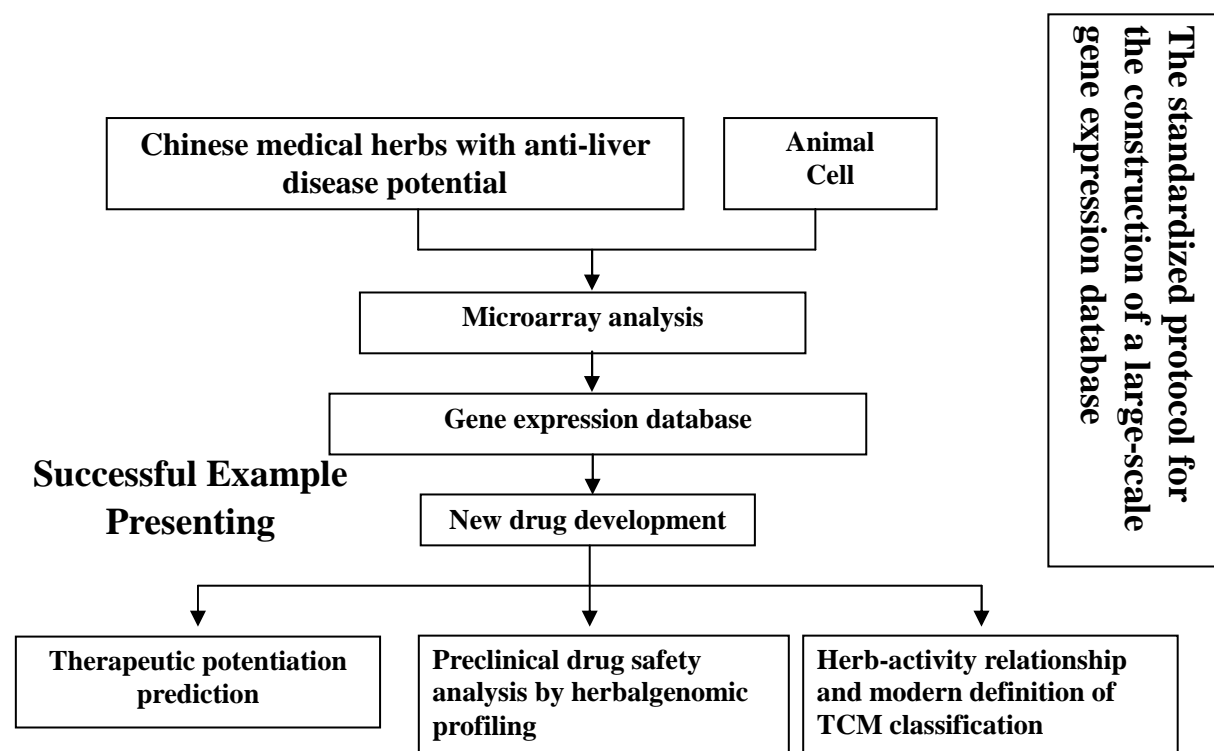 Chinese medical herbs with anti-liver
disease potential
Animal
Cell
The standardized protocol for
the construction of a large-scale
gene expression database
Microarray analysis
Gene expression database
Successful Example
Presenting
New drug development
Therapeutic potentiation
prediction
Preclinical drug safety
analysis by herbalgenomic
profiling
Herb-activity relationship
and modern definition of
TCM classification